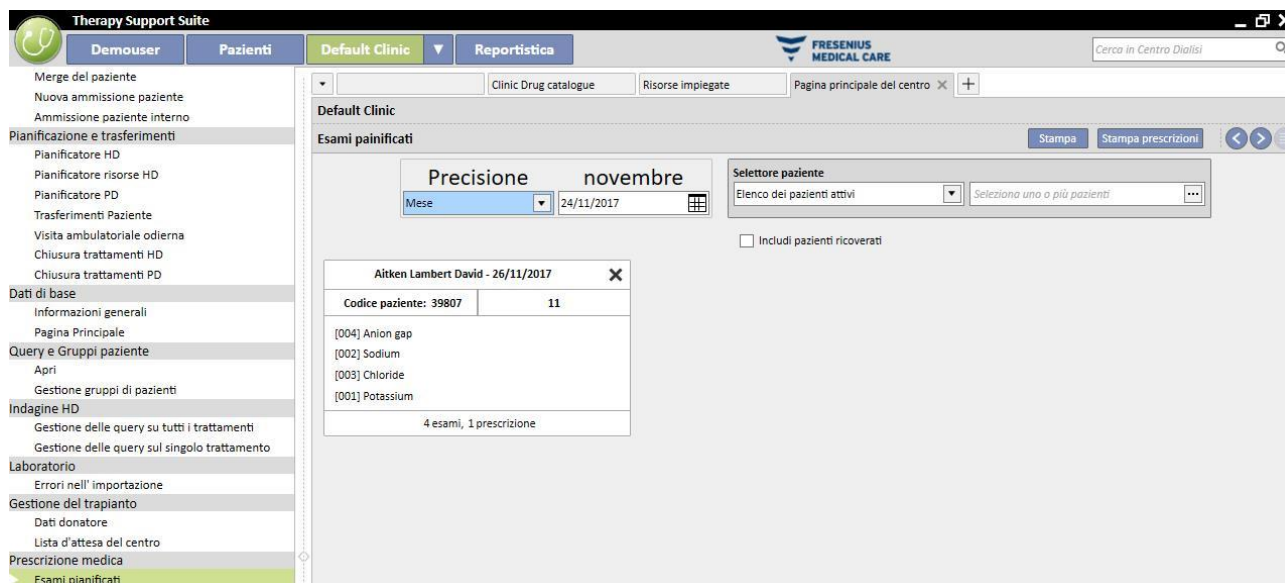 Therapy Support Suite
Demouser Pazienti Default Clinic Reportistica
FRESENIUS
MEDICAL CARE
Cerca in Centro Dialisi
Merge del paziente
Nuova ammissione paziente
Ammissione paziente interno
Pianificazione e trasferimenti
Pianificatore HD
Pianificatore risorse HD
Pianificatore PD
Trasferimenti Paziente
Visita ambulatoriale odierna
Chiusura trattamenti HD
Chiusura trattamenti PD
Dati di base
Informazioni generali
Pagina Principale
Query e Gruppi paziente
Apri
Gestione gruppi di pazienti
Indagine HD
Gestione delle query su tutti i trattamenti
Gestione delle query sul singolo trattamento
Laboratorio
Errori nell' importazione
Gestione del trapianto
Dati donatore
Lista d'attesa del centro
Prescrizione medica
Esami pianificati
Clinic Drug catalogue Risorse impiegate Pagina principale del centro
Default Clinic
Esami painificati Stampa Stampa prescrizioni
Precisione novembre
Mese 24/11/2017
Selettore paziente
Elenco dei pazienti attivi Seleziona uno o più pazienti
Includi pazienti ricoverati
Aitken Lambert David - 26/11/2017
Codice paziente: 39807 11
[004] Anion gap
[002] Sodium
[003] Chloride
[001] Potassium
4 esami, 1 prescrizione